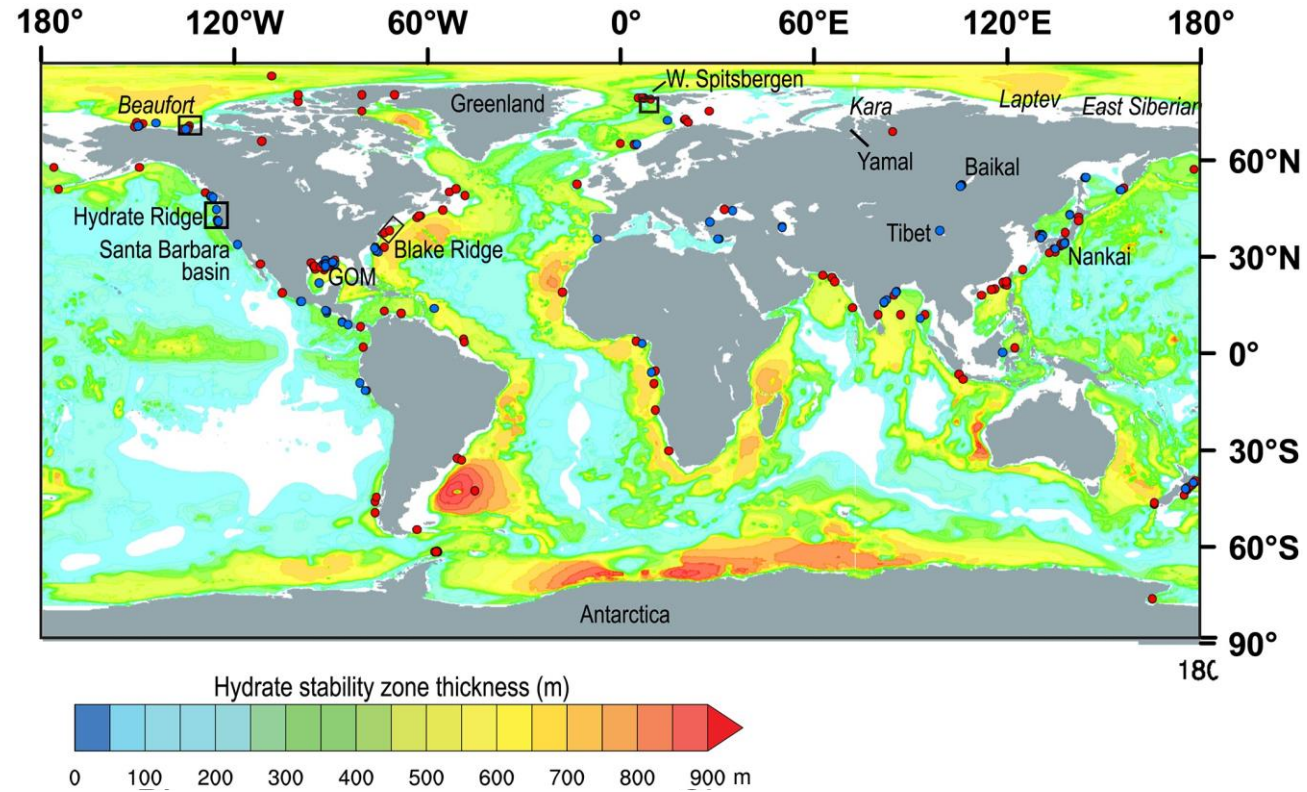 180° 120°W 60°W 0° 60°E 120°E 180°
W. Spitsbergen
Beaufort
Greenland
Kara
Laptev
East Siberian
Yamal
60°N
Baikal
Hydrate Ridge
Tibet
Santa Barbara
basin
Blake Ridge
Nankai
30°N
GOM
0°
30°S
60°S
Antarctica
90°
180
Hydrate stability zone thickness (m)
0 100 200 300 400 500 600 700 800 900 m